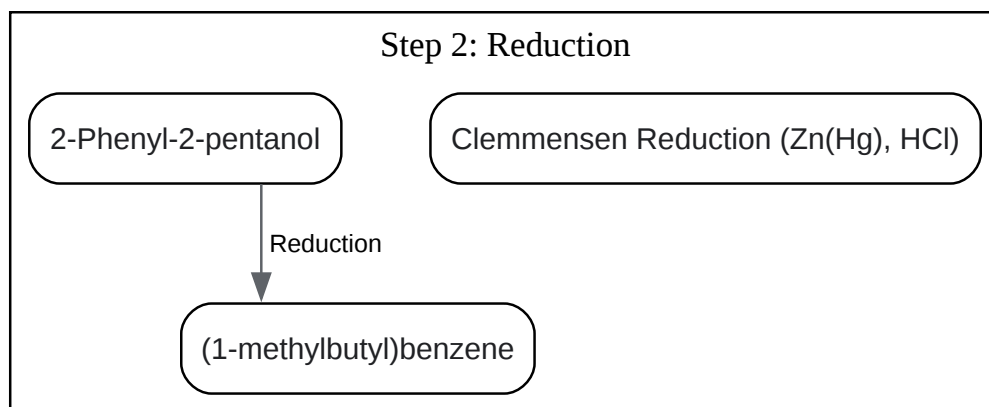 Step 2: Reduction
2-Phenyl-2-pentanol
Clemmensen Reduction (Zn(Hg), HCl)
Reduction
(1-methylbutyl)benzene